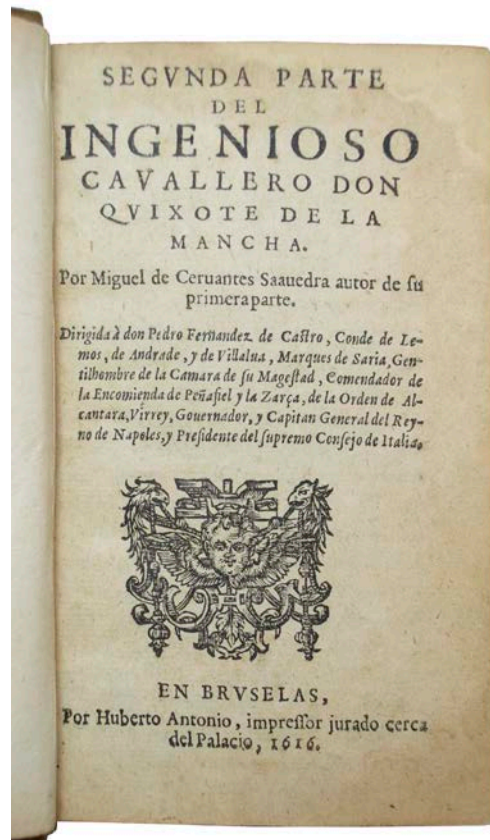 SEGVNDA PARTE
DEL
INGENIOSO
CAVALLERO DON
QVIXOTE DE LA
MANCHA.
Por Miguel de Ceruantes Saauedra autor de ſu
primera parte.
Dirigida à don Pedro Fernandez de Caſtro, Conde de Le-
mos, de Andrade, y de Villalua, Marques de Saria, Gen-
tilhombre de la Camara de ſu Mageſtad, Comendador de
la Encomienda de Peñafiel y la Zarça, de la Orden de Al-
cantara, Virrey, Gouernador, y Capitan General del Rey-
no de Napoles, y Preſidente del ſupremo Conſejo de Italia.
EN BRVSELAS,
Por Huberto Antonio, impreſſor jurado cerca
del Palacio, 1616.